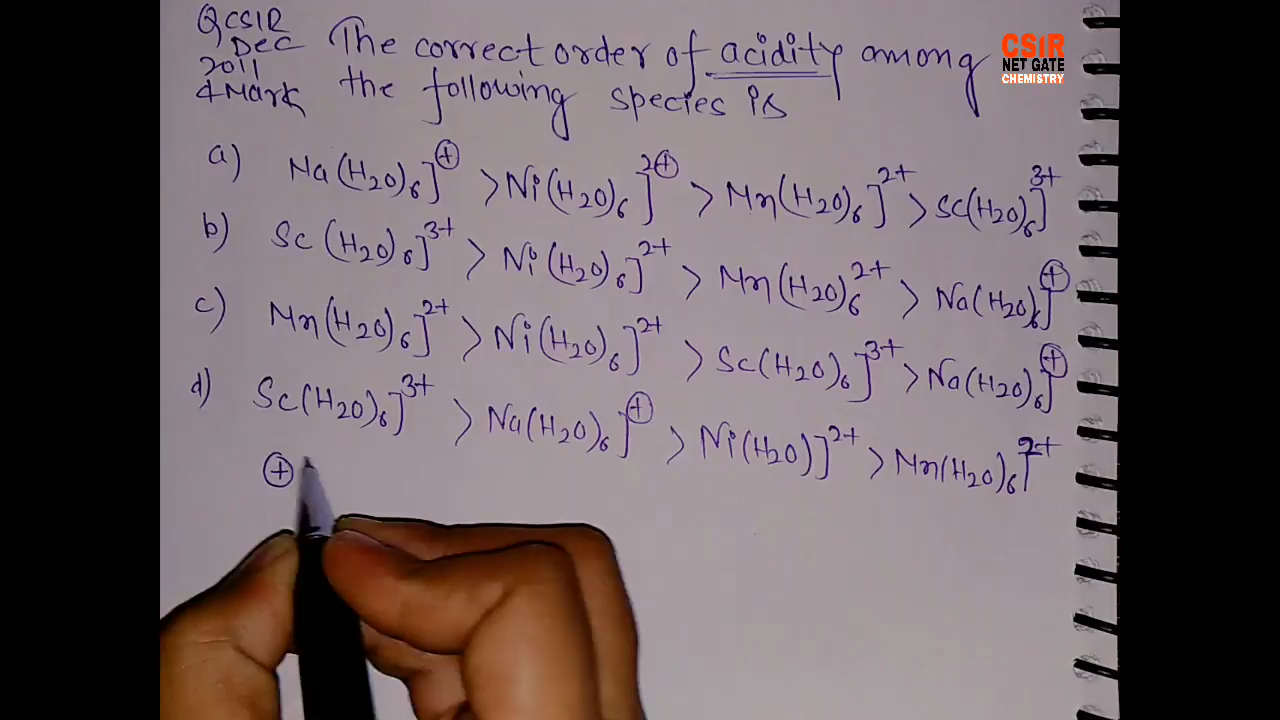 QCSIR
Dec
2011
4 Mark
The correct order of acidity among
the following species is
CSIR
NET GATE
CHEMISTRY
a) Na(H2O)6]⊕ > Ni(H2O)6]2⊕ > Mn(H2O)6]2+ > Sc(H2O)6]3+
b) Sc(H2O)6]3+ > Ni(H2O)6]2+ > Mn(H2O)6 2+ > Na(H2O)6]⊕
c) Mn(H2O)6]2+ > Ni(H2O)6]2+ > Sc(H2O)6]3+ > Na(H2O)6]⊕
d) Sc(H2O)6]3+ > Na(H2O)6]⊕ > Ni(H2O)]2+ > Mn(H2O)6]2+
⊕